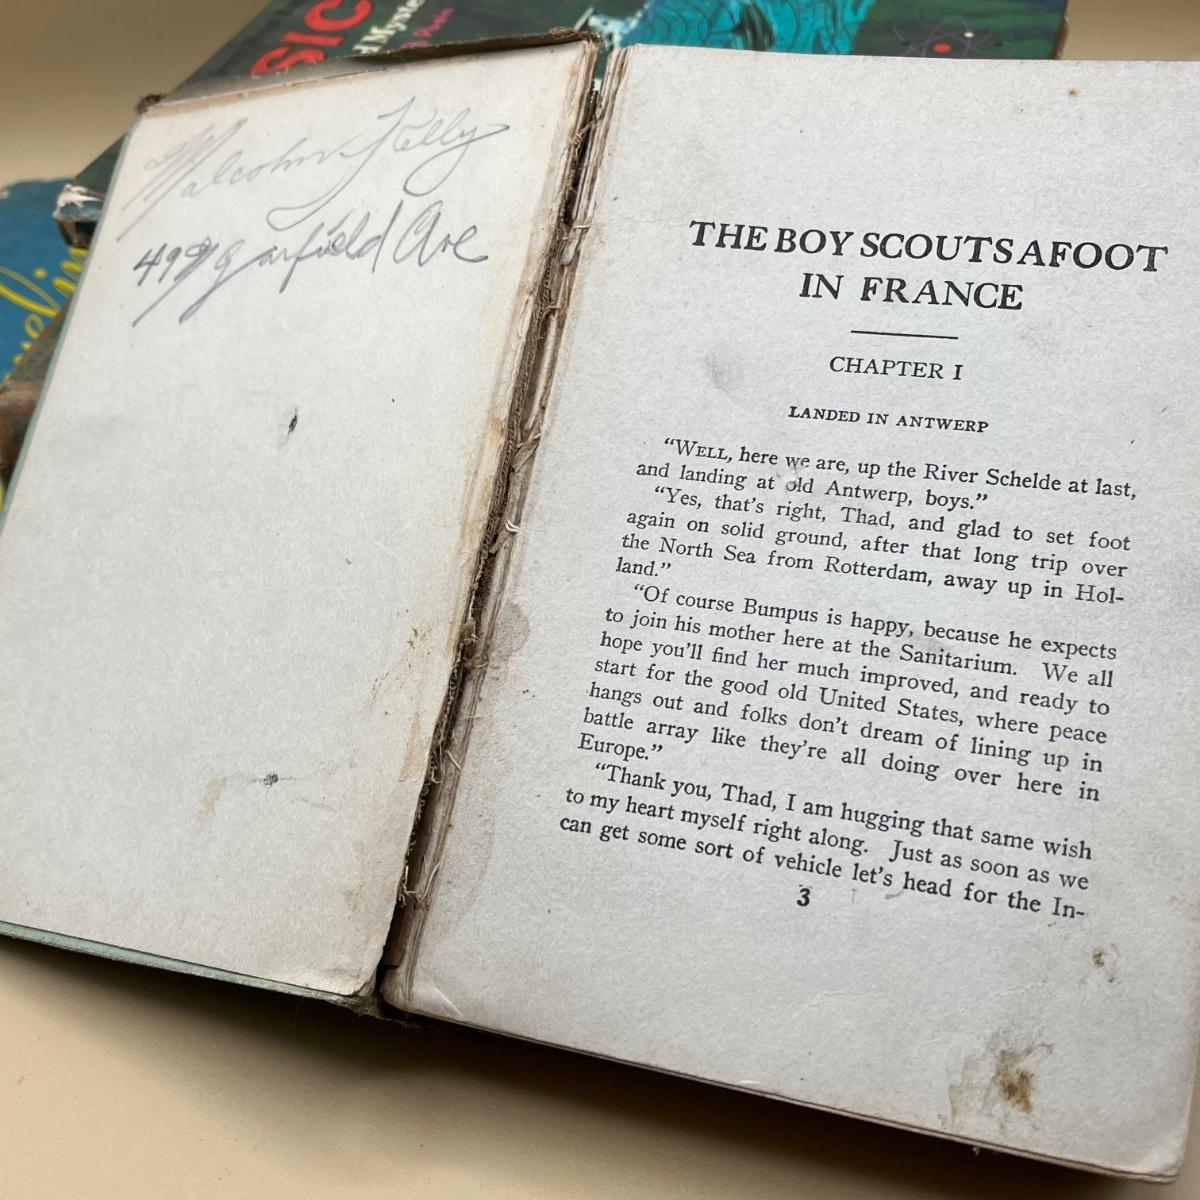 SIC
Malcolm Kelly
Garfield Ave
THE BOY SCOUTS AFOOT
IN FRANCE
CHAPTER I
LANDED IN ANTWERP
“WELL, here we are, up the River Schelde at last,
and landing at old Antwerp, boys.”
“Yes, that’s right, Thad, and glad to set foot
again on solid ground, after that long trip over
the North Sea from Rotterdam, away up in Hol-
land.”
“Of course Bumpus is happy, because he expects
to join his mother here at the Sanitarium. We all
hope you’ll find her much improved, and ready to
start for the good old United States, where peace
hangs out and folks don’t dream of lining up in
battle array like they’re all doing over here in
Europe.”
“Thank you, Thad, I am hugging that same wish
to my heart myself right along. Just as soon as we
can get some sort of vehicle let’s head for the In-
3